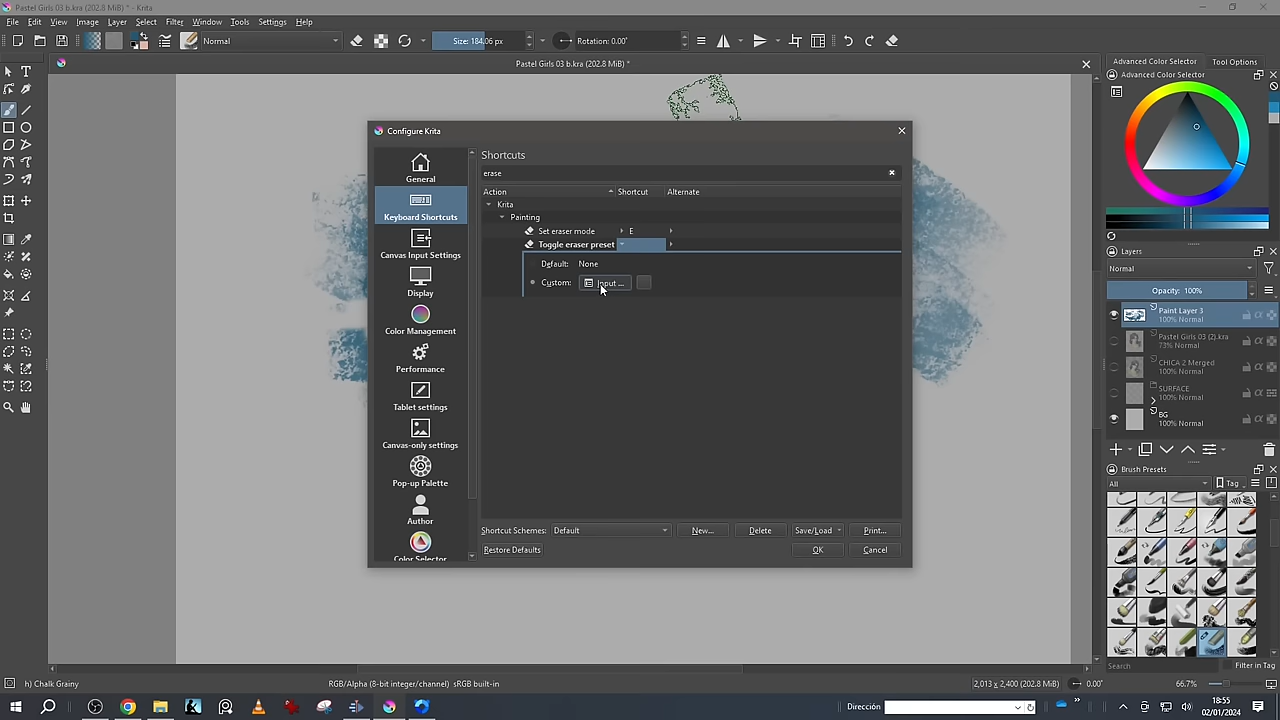 Pastel Girls 03 b.kra (202.8 MiB) * - Krita
File Edit View Image Layer Select Filter Window Tools Settings Help
Normal
Size: 184.06 px
Rotation: 0.00°
Pastel Girls 03 b.kra (202.8 MiB) *
Advanced Color Selector
Tool Options
Advanced Color Selector
Configure Krita
General
Keyboard Shortcuts
Canvas Input Settings
Display
Color Management
Performance
Tablet settings
Canvas-only settings
Pop-up Palette
Author
Color Selector
Shortcuts
erase
Action Shortcut Alternate
Krita
Painting
Set eraser mode E
Toggle eraser preset
Default: None
Custom: Input ...
Shortcut Schemes: Default New... Delete Save/Load Print...
Restore Defaults OK Cancel
Layers
Normal
Opacity: 100%
Paint Layer 3
100% Normal
Pastel Girls 03 (2).kra
73% Normal
CHICA 2 Merged
100% Normal
SURFACE
100% Normal
BG
100% Normal
Brush Presets
All Tag
Search Filter in Tag
h) Chalk Grainy RGB/Alpha (8-bit integer/channel) sRGB built-in 2,013 x 2,400 (202.8 MiB) 0.00° 66.7%
Dirección
18:55
02/01/2024